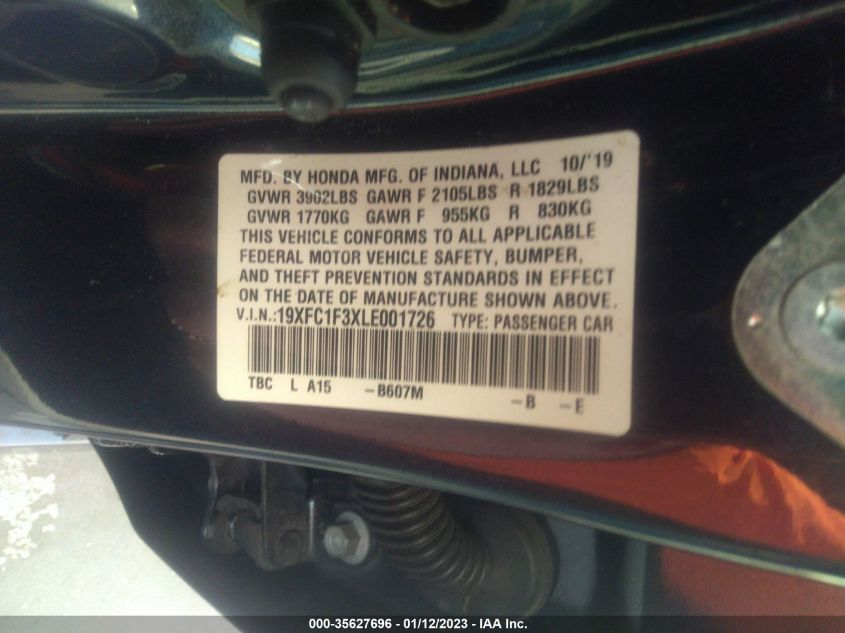 MFD. BY HONDA MFG. OF INDIANA, LLC 10/'19
GVWR 3902LBS GAWR F 2105LBS R 1829LBS
GVWR 1770KG GAWR F 955KG R 830KG
THIS VEHICLE CONFORMS TO ALL APPLICABLE
FEDERAL MOTOR VEHICLE SAFETY, BUMPER,
AND THEFT PREVENTION STANDARDS IN EFFECT
ON THE DATE OF MANUFACTURE SHOWN ABOVE.
V.I.N.:19XFC1F3XLE001726 TYPE: PASSENGER CAR
TBC L A15 -B607M -B -E
000-35627696 - 01/12/2023 - IAA Inc.